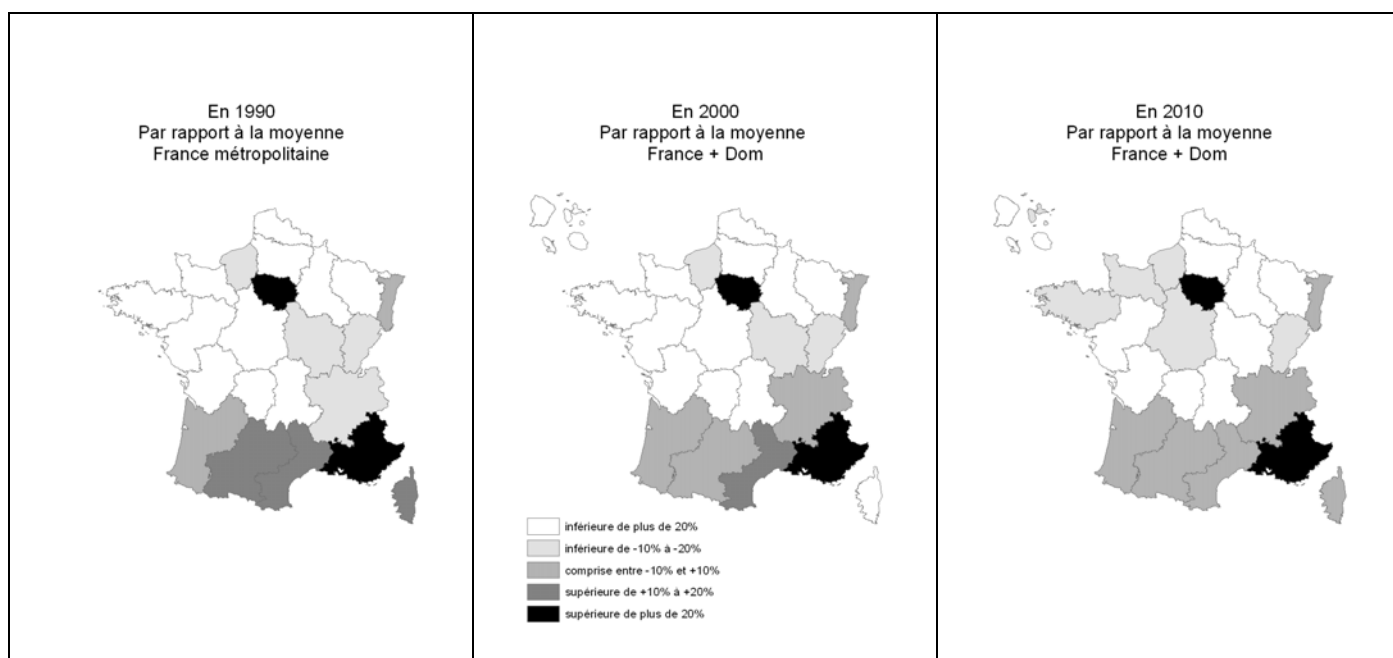 En 1990
Par rapport à la moyenne
France métropolitaine
En 2000
Par rapport à la moyenne
France + Dom
inférieure de plus de 20%
inférieure de -10% à -20%
comprise entre -10% et +10%
supérieure de +10% à +20%
supérieure de plus de 20%
En 2010
Par rapport à la moyenne
France + Dom